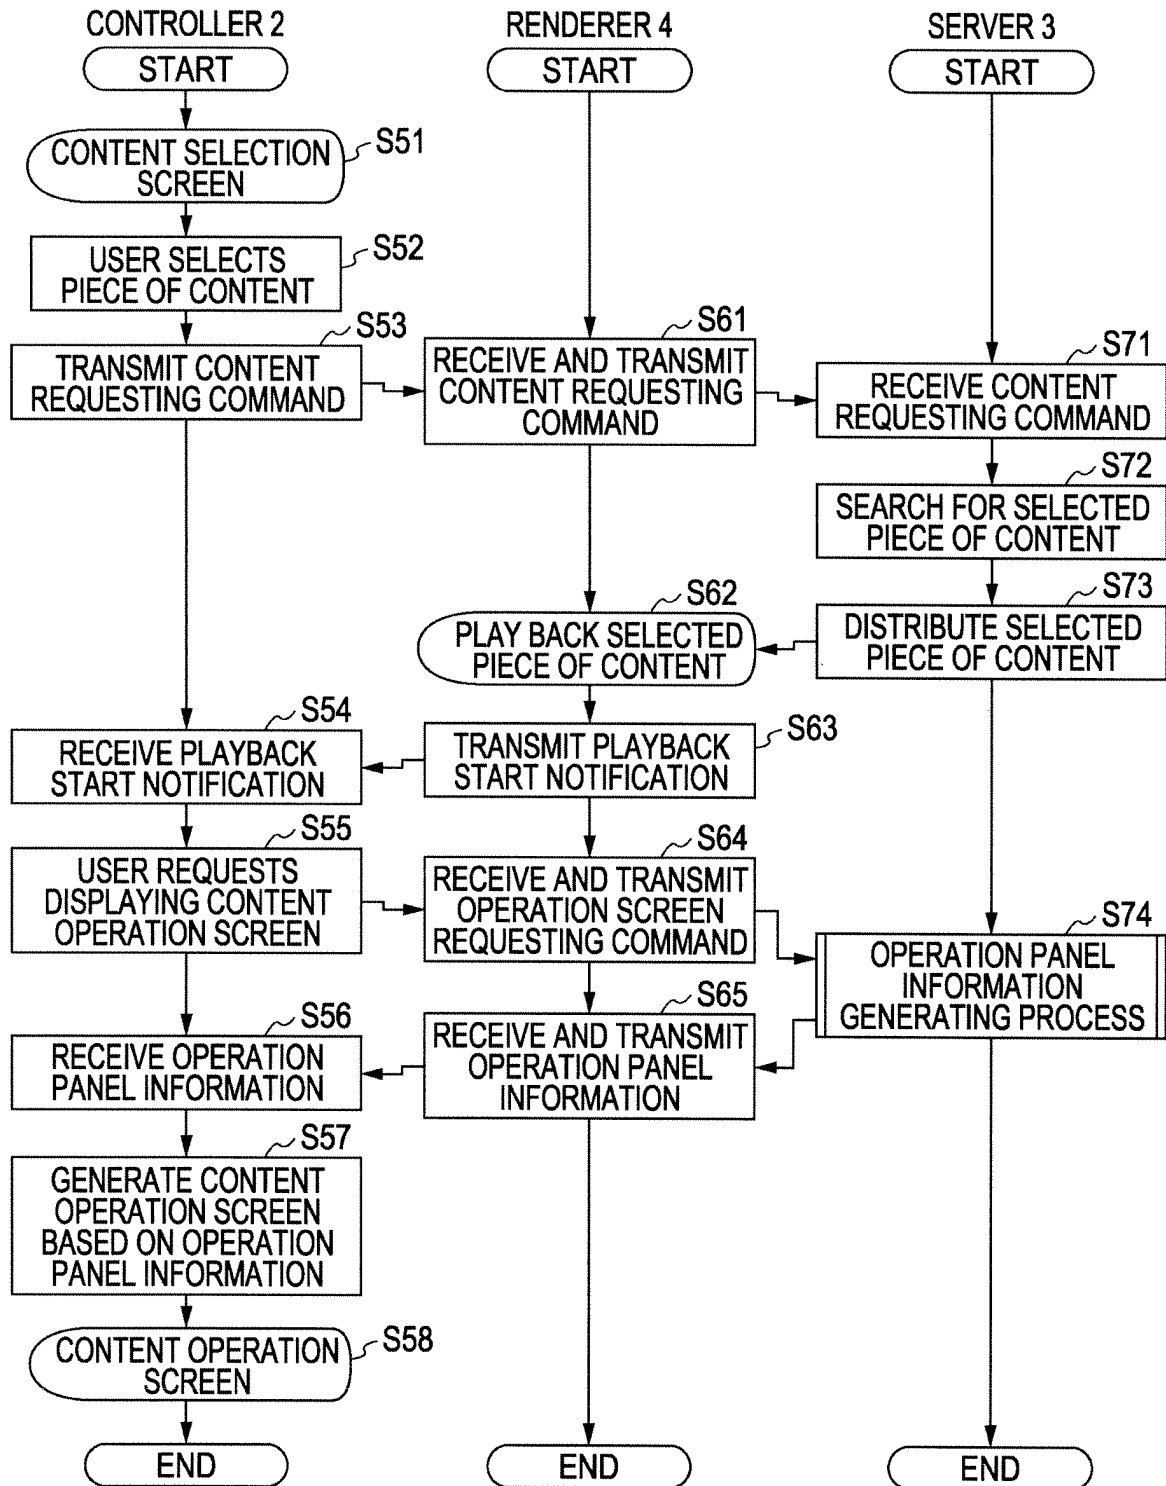 CONTROLLER 2
START
S51
CONTENT SELECTION
SCREEN
S52
USER SELECTS
PIECE OF CONTENT
S53
TRANSMIT CONTENT
REQUESTING COMMAND
S54
RECEIVE PLAYBACK
START NOTIFICATION
S55
USER REQUESTS
DISPLAYING CONTENT
OPERATION SCREEN
S56
RECEIVE OPERATION
PANEL INFORMATION
S57
GENERATE CONTENT
OPERATION SCREEN
BASED ON OPERATION
PANEL INFORMATION
S58
CONTENT OPERATION
SCREEN
END
RENDERER 4
START
S61
RECEIVE AND TRANSMIT
CONTENT REQUESTING
COMMAND
S62
PLAY BACK SELECTED
PIECE OF CONTENT
S63
TRANSMIT PLAYBACK
START NOTIFICATION
S64
RECEIVE AND TRANSMIT
OPERATION SCREEN
REQUESTING COMMAND
S65
RECEIVE AND TRANSMIT
OPERATION PANEL
INFORMATION
END
SERVER 3
START
S71
RECEIVE CONTENT
REQUESTING COMMAND
S72
SEARCH FOR SELECTED
PIECE OF CONTENT
S73
DISTRIBUTE SELECTED
PIECE OF CONTENT
S74
OPERATION PANEL
INFORMATION
GENERATING PROCESS
END